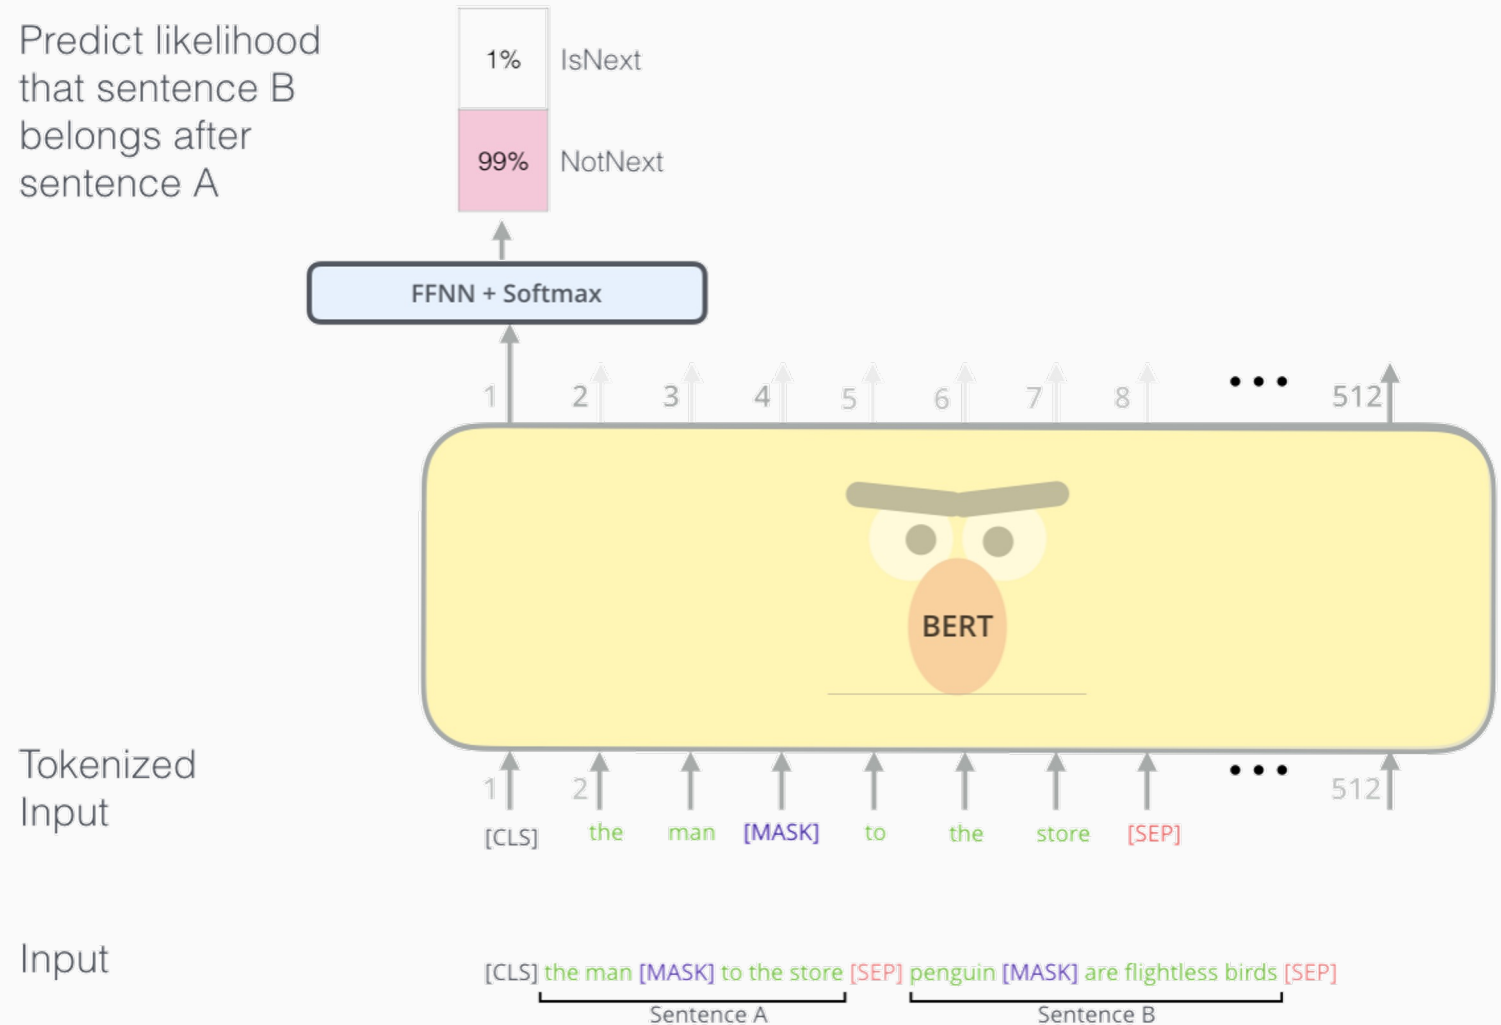 Predict likelihood
that sentence B
belongs after
sentence A
1% IsNext
99% NotNext
FFNN + Softmax
1 2 3 4 5 6 7 8 ••• 512
BERT
Tokenized
Input
1 2 ••• 512
[CLS] the man [MASK] to the store [SEP]
Input
[CLS] the man [MASK] to the store [SEP] penguin [MASK] are flightless birds [SEP]
Sentence A Sentence B